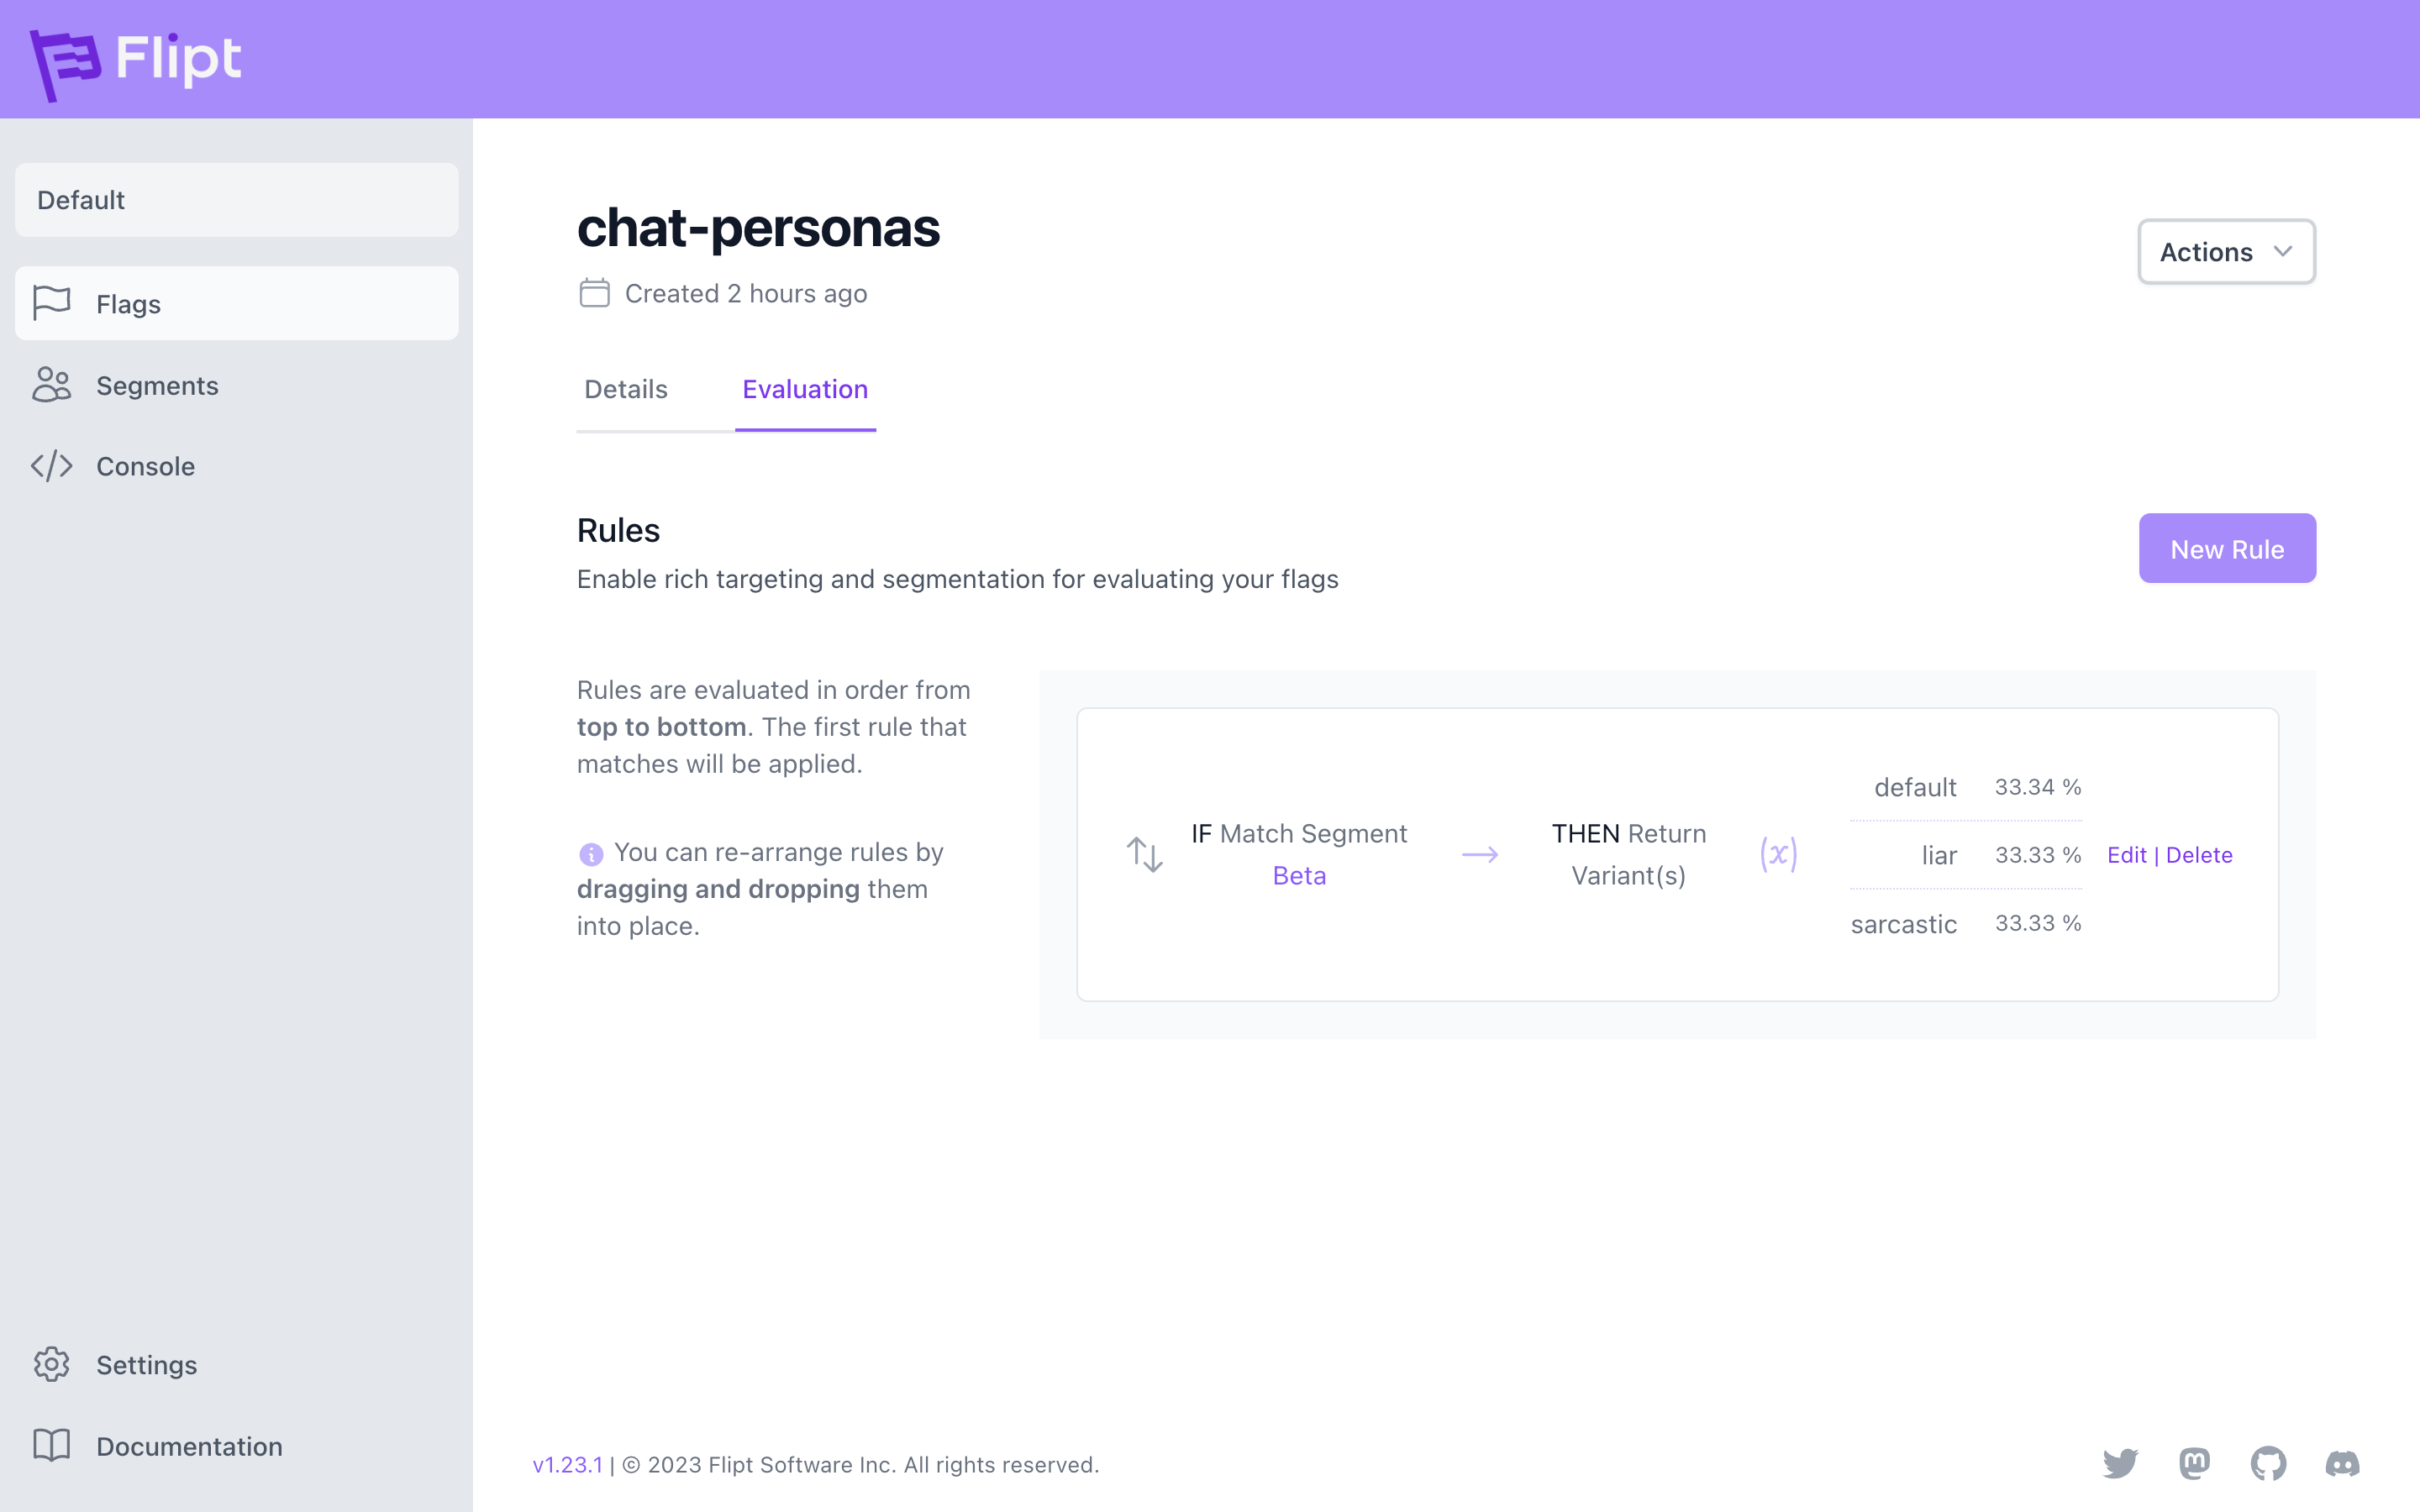 Flipt
Default
Flags
Segments
Console
Settings
Documentation
chat-personas
Created 2 hours ago
Actions
Details
Evaluation
Rules
Enable rich targeting and segmentation for evaluating your flags
New Rule
Rules are evaluated in order from
top to bottom. The first rule that
matches will be applied.
You can re-arrange rules by
dragging and dropping them
into place.
IF Match Segment
Beta
THEN Return
Variant(s)
(x)
default 33.34 %
liar 33.33 %
sarcastic 33.33 %
Edit | Delete
v1.23.1 | © 2023 Flipt Software Inc. All rights reserved.